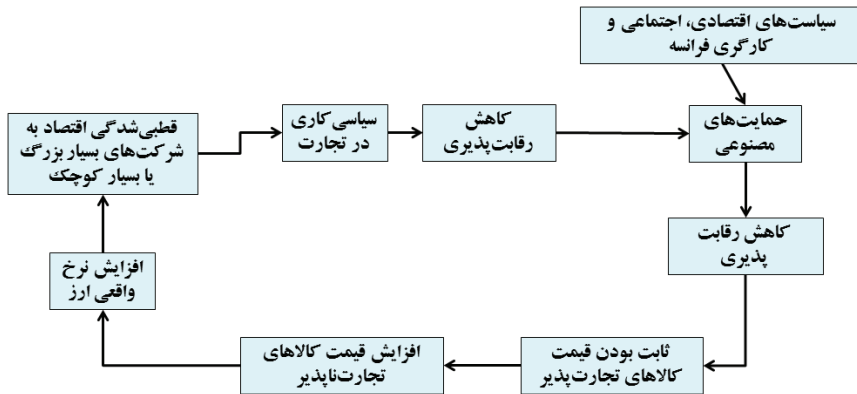 سیاست‌های اقتصادی، اجتماعی و
کارگری فرانسه
حمایت‌های
مصنوعی
کاهش رقابت
پذیری
ثابت بودن قیمت
کالاهای تجارت‌پذیر
افزایش قیمت کالاهای
تجارت‌ناپذیر
افزایش نرخ
واقعی ارز
قطبی‌شدگی اقتصاد به
شرکت‌های بسیار بزرگ
یا بسیار کوچک
سیاسی‌کاری
در تجارت
کاهش
رقابت‌پذیری